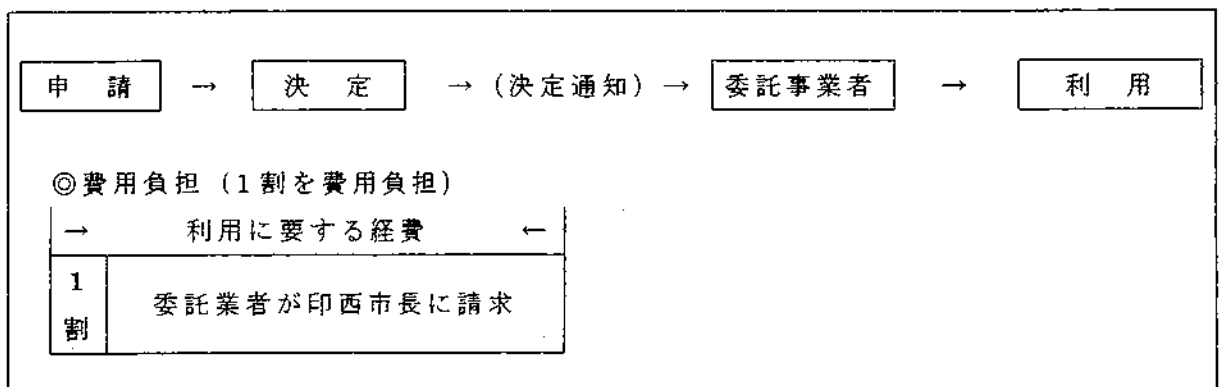 申 請 → 決 定 → (決定通知) → 委託事業者 → 利 用
◎費用負担 (1割を費用負担)
→ 利用に要する経費 ←
1割
委託業者が印西市長に請求